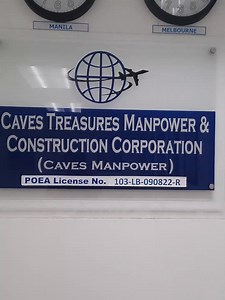 MANILA
MELBOURNE
CAVES TREASURES MANPOWER &
CONSTRUCTION CORPORATION
(CAVES MANPOWER)
POEA License No. 103-LB-090822-R